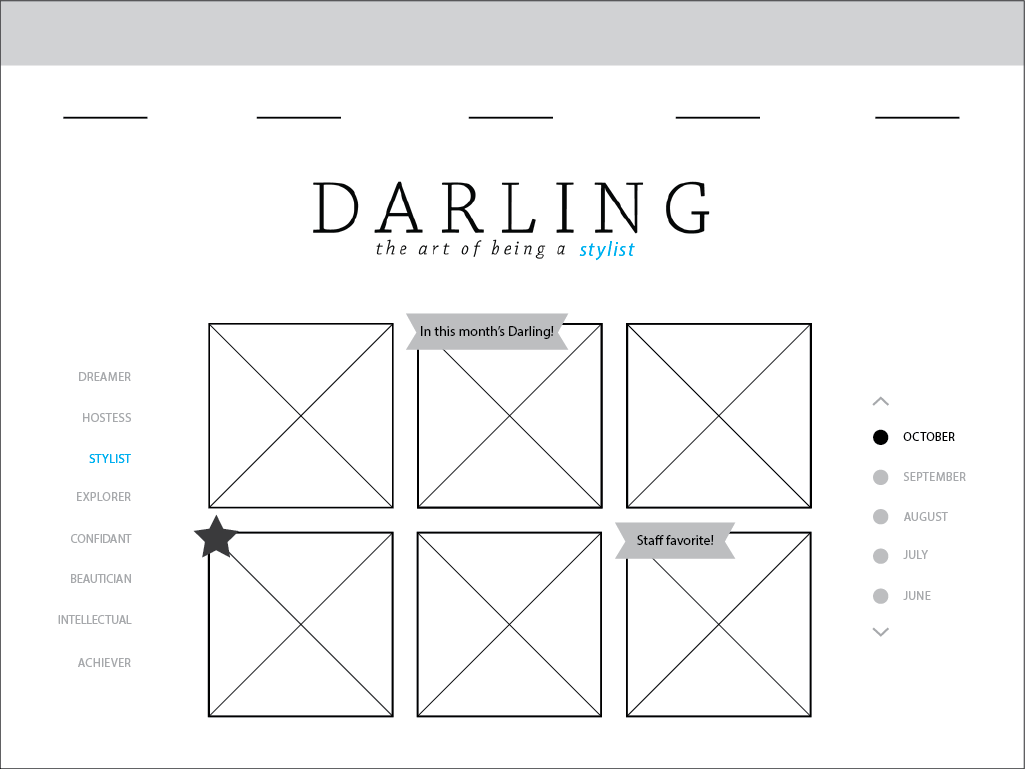 DARLING
the art of being a stylist
In this month's Darling!
DREAMER
HOSTESS
STYLIST
EXPLORER
CONFIDANT
BEAUTICIAN
INTELLECTUAL
ACHIEVER
Staff favorite!
OCTOBER
SEPTEMBER
AUGUST
JULY
JUNE